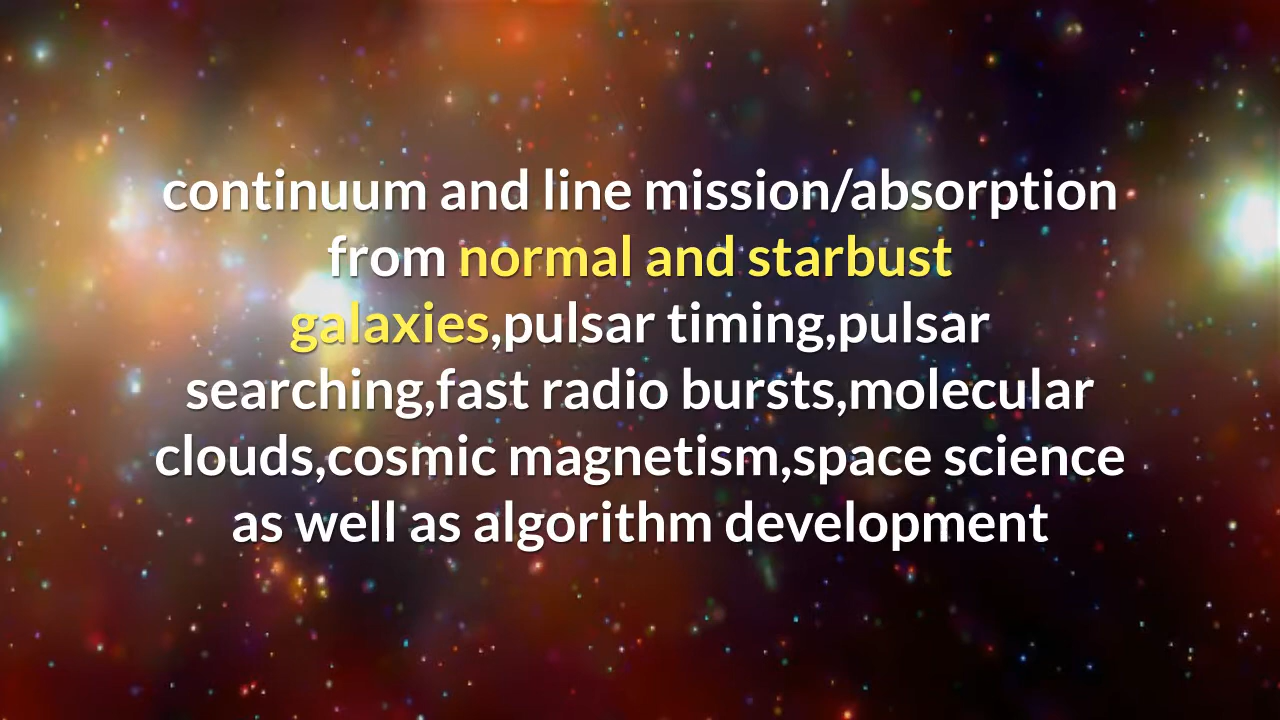 continuum and line mission/absorption
from normal and starbust
galaxies,pulsar timing,pulsar
searching,fast radio bursts,molecular
clouds,cosmic magnetism,space science
as well as algorithm development